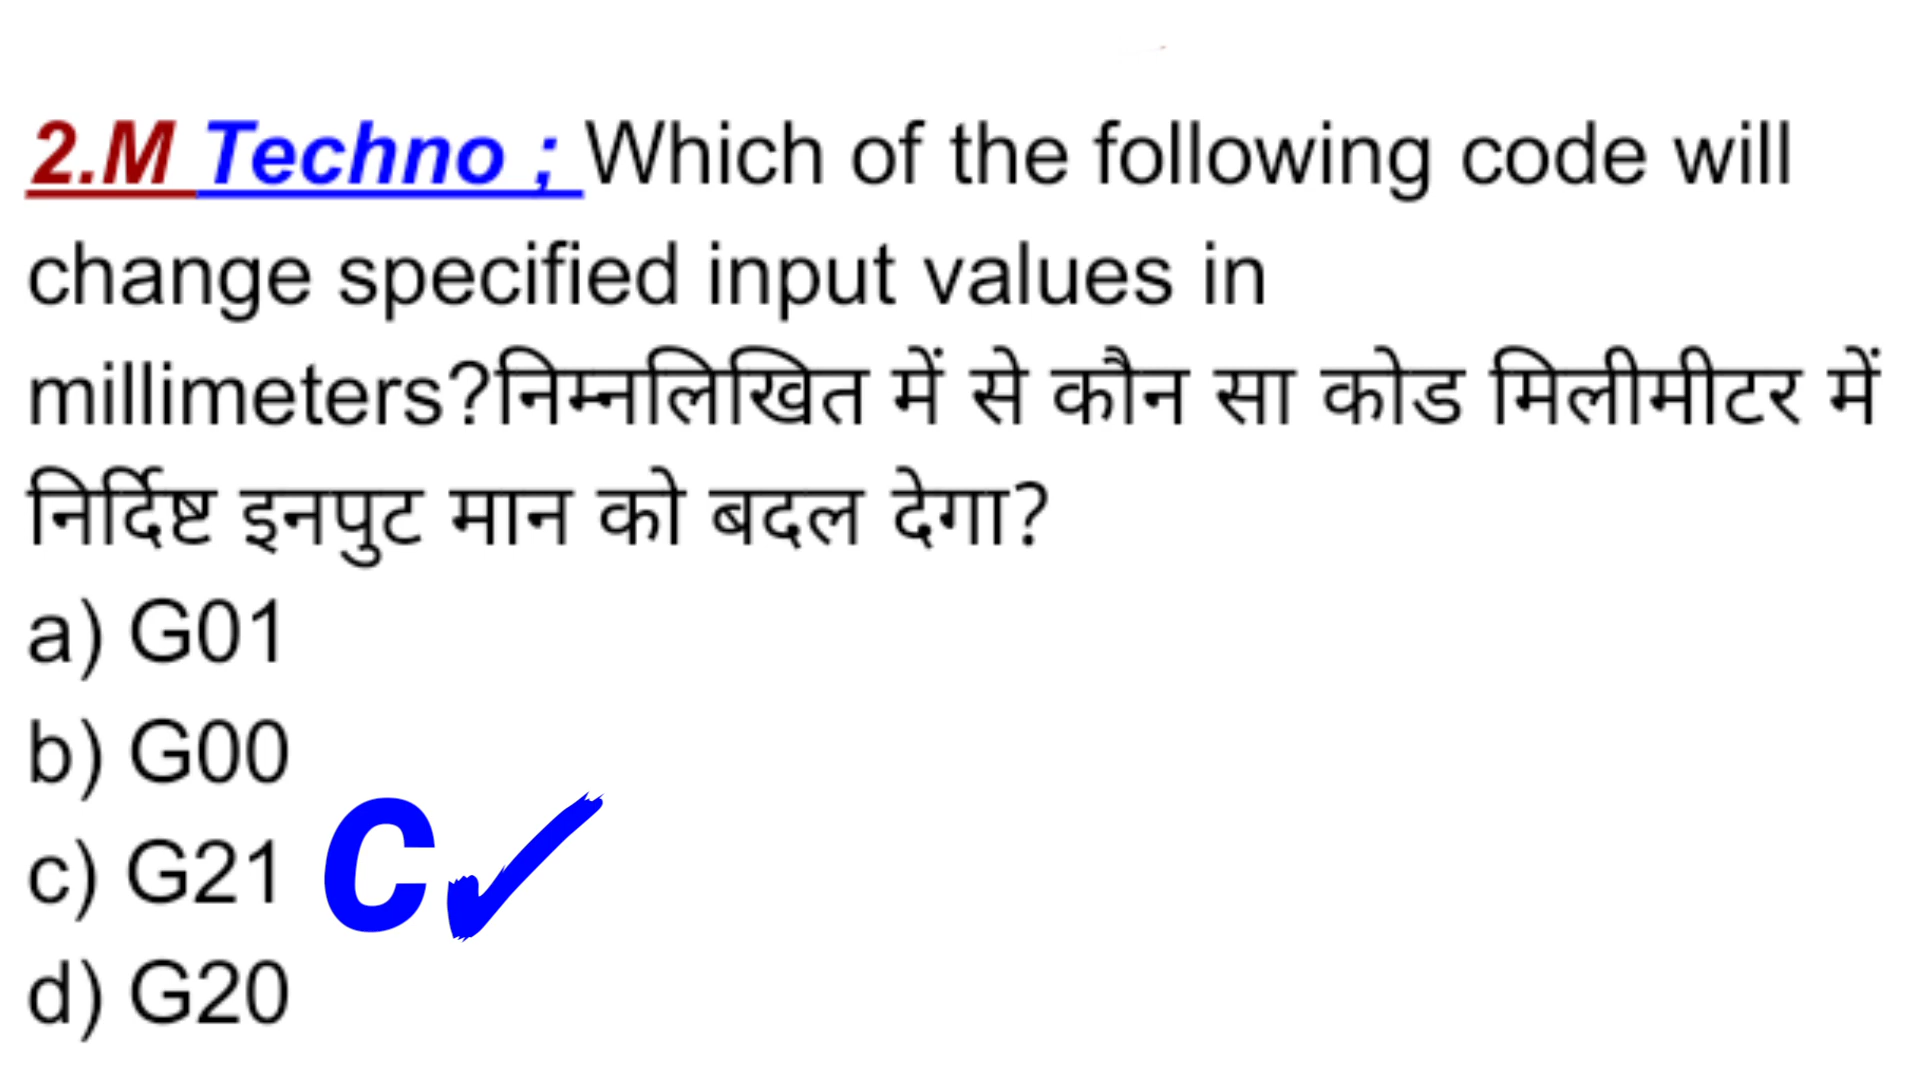 2.M Techno ; Which of the following code will
change specified input values in
millimeters?निम्नलिखित में से कौन सा कोड मिलीमीटर में
निर्दिष्ट इनपुट मान को बदल देगा?
a) G01
b) G00
c) G21 C✓
d) G20